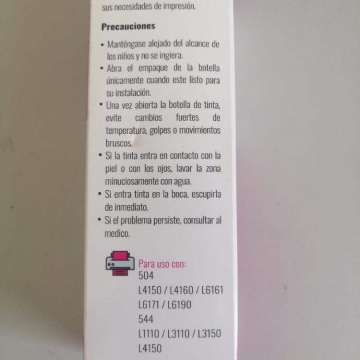 sus necesidades de impresión.
Precauciones
• Manténgase alejado del alcance
de los niños y no se ingiera.
• Abra el empaque de la botella
únicamente cuando este listo para
su instalación.
• Una vez abierta la botella de tinta,
evite cambios fuertes de
temperatura, golpes o movimientos
bruscos.
• Si la tinta entra en contacto con la
piel o con los ojos, lavar la zona
minuciosamente con agua.
• Si entra tinta en la boca, escupirla
de inmediato.
• Si el problema persiste, consultar al
medico.
Para uso con:
504
L4150 / L4160 / L6161
L6171 / L6190
544
L1110 / L3110 / L3150
L4150